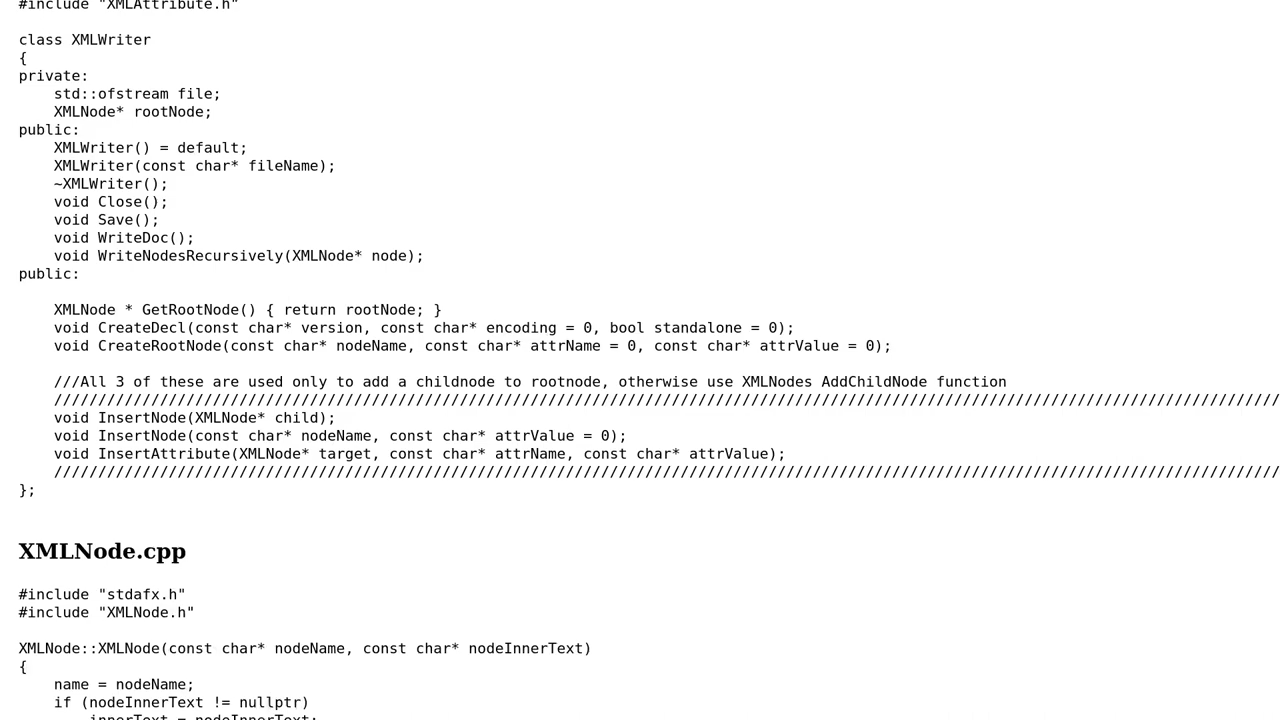 #include "XMLAttribute.h"
class XMLWriter
{
private:
    std::ofstream file;
    XMLNode* rootNode;
public:
    XMLWriter() = default;
    XMLWriter(const char* fileName);
    ~XMLWriter();
    void Close();
    void Save();
    void WriteDoc();
    void WriteNodesRecursively(XMLNode* node);
public:
    XMLNode * GetRootNode() { return rootNode; }
    void CreateDecl(const char* version, const char* encoding = 0, bool standalone = 0);
    void CreateRootNode(const char* nodeName, const char* attrName = 0, const char* attrValue = 0);
    ///All 3 of these are used only to add a childnode to rootnode, otherwise use XMLNodes AddChildNode function
    ///////////////////////////////////////////////////////////////////////////////////////////////////////////////////////////////////////////
    void InsertNode(XMLNode* child);
    void InsertNode(const char* nodeName, const char* attrValue = 0);
    void InsertAttribute(XMLNode* target, const char* attrName, const char* attrValue);
    ///////////////////////////////////////////////////////////////////////////////////////////////////////////////////////////////////////////
};
XMLNode.cpp
#include "stdafx.h"
#include "XMLNode.h"
XMLNode::XMLNode(const char* nodeName, const char* nodeInnerText)
{
    name = nodeName;
    if (nodeInnerText != nullptr)
        innerText = nodeInnerText;